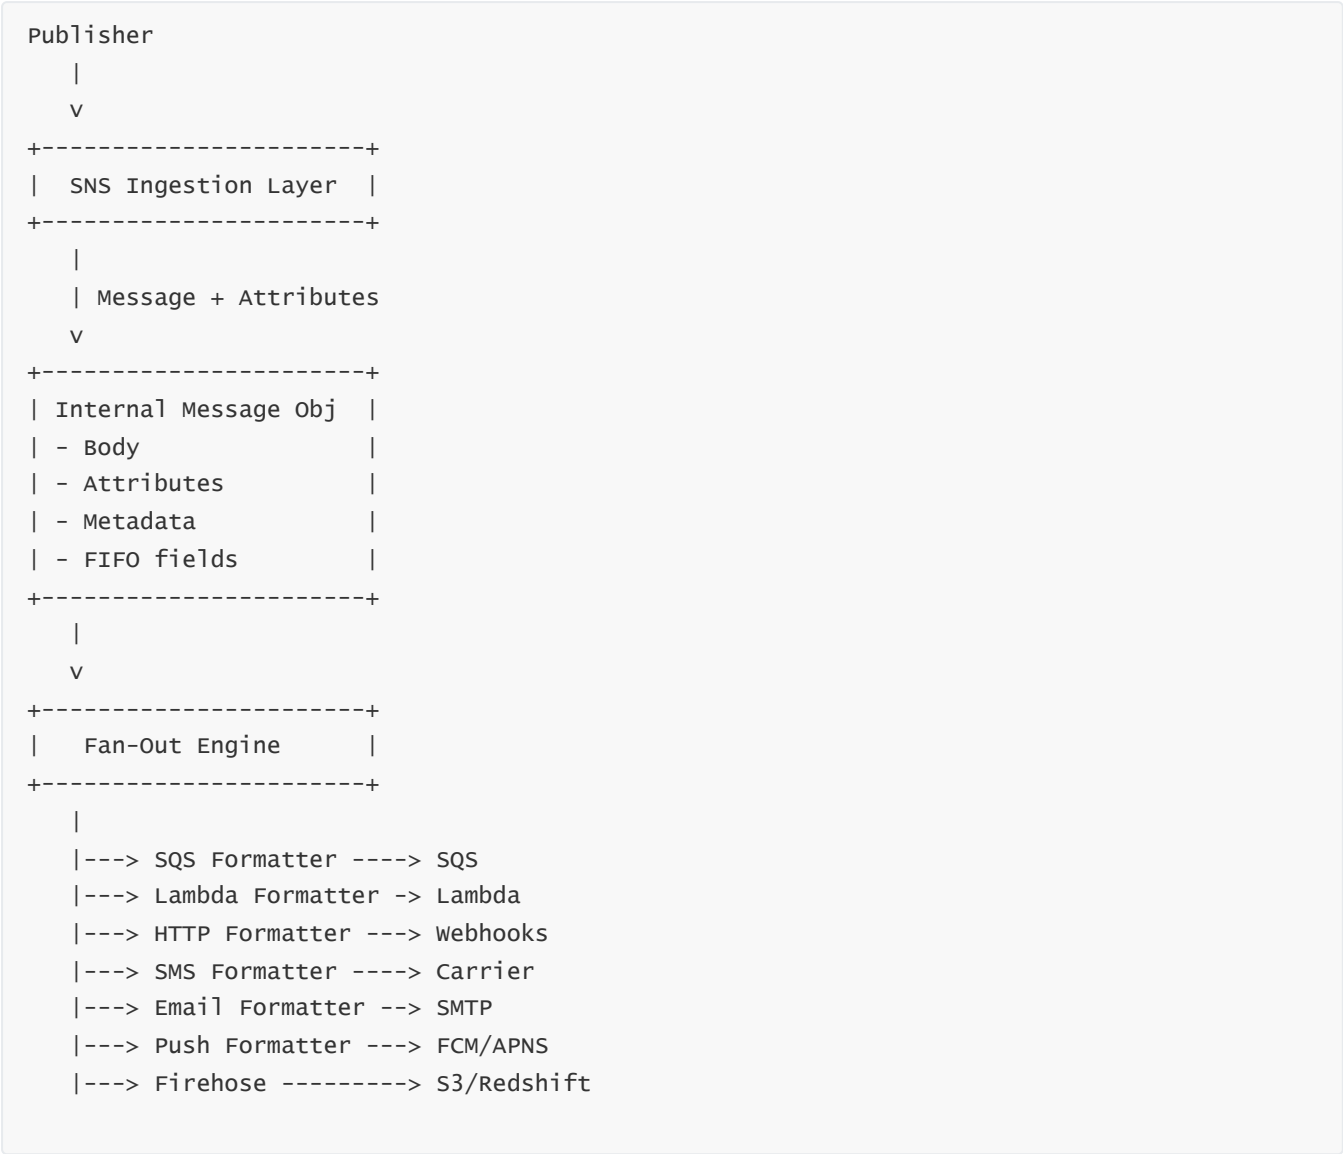 Publisher
   |
   v
+-----------------------+
|  SNS Ingestion Layer  |
+-----------------------+
   |
   | Message + Attributes
   v
+-----------------------+
| Internal Message Obj  |
| - Body                |
| - Attributes          |
| - Metadata            |
| - FIFO fields         |
+-----------------------+
   |
   v
+-----------------------+
|   Fan-Out Engine      |
+-----------------------+
   |
   |---> SQS Formatter ----> SQS
   |---> Lambda Formatter -> Lambda
   |---> HTTP Formatter ---> Webhooks
   |---> SMS Formatter ----> Carrier
   |---> Email Formatter --> SMTP
   |---> Push Formatter ---> FCM/APNS
   |---> Firehose ---------> S3/Redshift